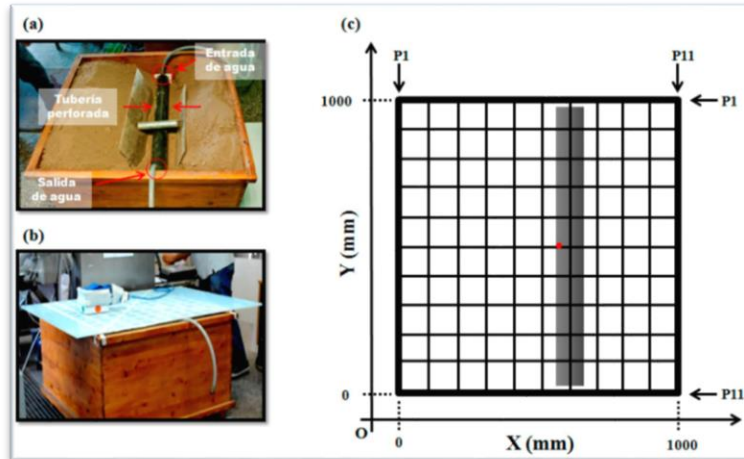 (a)
Entrada
de agua
Tubería
perforada
Salida
de agua
(b)
(c)
P1
P11
1000
P1
Y (mm)
0
P11
O
0
X (mm)
1000